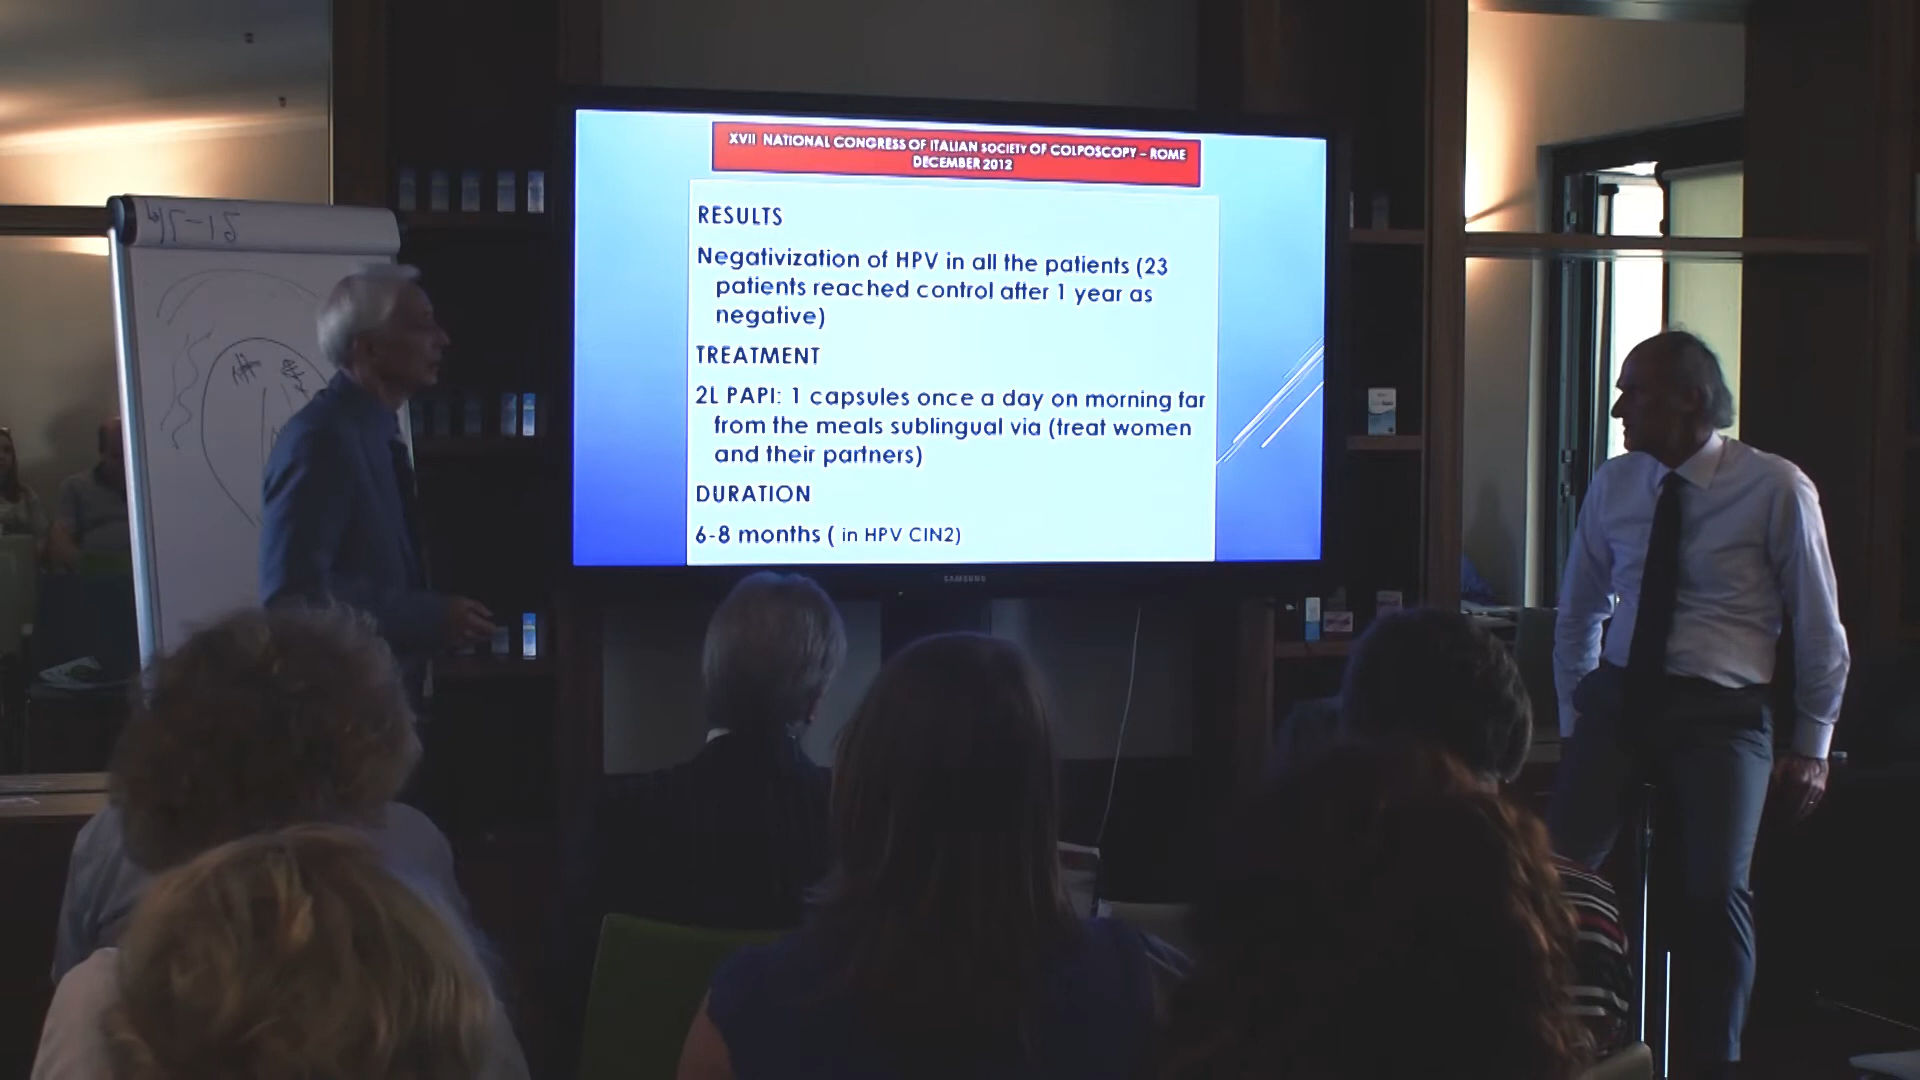 XVII NATIONAL CONGRESS OF ITALIAN SOCIETY OF COLPOSCOPY – ROME
DECEMBER 2012
RESULTS
Negativization of HPV in all the patients (23
patients reached control after 1 year as
negative)
TREATMENT
2L PAPI: 1 capsules once a day on morning far
from the meals sublingual via (treat women
and their partners)
DURATION
6-8 months ( in HPV CIN2)
SAMSUNG